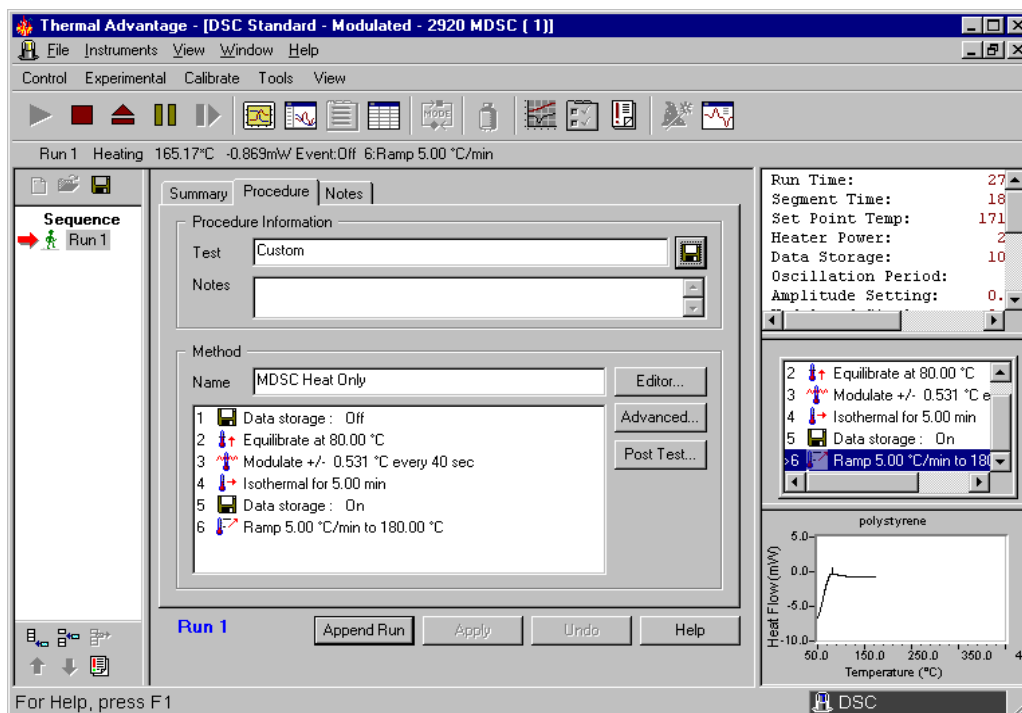 Thermal Advantage - [DSC Standard - Modulated - 2920 MDSC ( 1)]
File Instruments View Window Help
Control Experimental Calibrate Tools View
MODE
Run 1 Heating 165.17°C -0.869mW Event:Off 6:Ramp 5.00 °C/min
Sequence
Run 1
Summary Procedure Notes
Procedure Information
Test Custom
Notes
Method
Name MDSC Heat Only
Editor...
Advanced...
Post Test...
1 Data storage : Off
2 Equilibrate at 80.00 °C
3 Modulate +/- 0.531 °C every 40 sec
4 Isothermal for 5.00 min
5 Data storage : On
6 Ramp 5.00 °C/min to 180.00 °C
Run 1 Append Run Apply Undo Help
Run Time: 27
Segment Time: 18
Set Point Temp: 171
Heater Power: 2
Data Storage: 10
Oscillation Period:
Amplitude Setting: 0.
2 Equilibrate at 80.00 °C
3 Modulate +/- 0.531 °C e
4 Isothermal for 5.00 min
5 Data storage : On
>6 Ramp 5.00 °C/min to 180
polystyrene
Heat Flow (mW)
5.0
0.0
-5.0
-10.0
50.0 150.0 250.0 350.0 4
Temperature (°C)
For Help, press F1
DSC